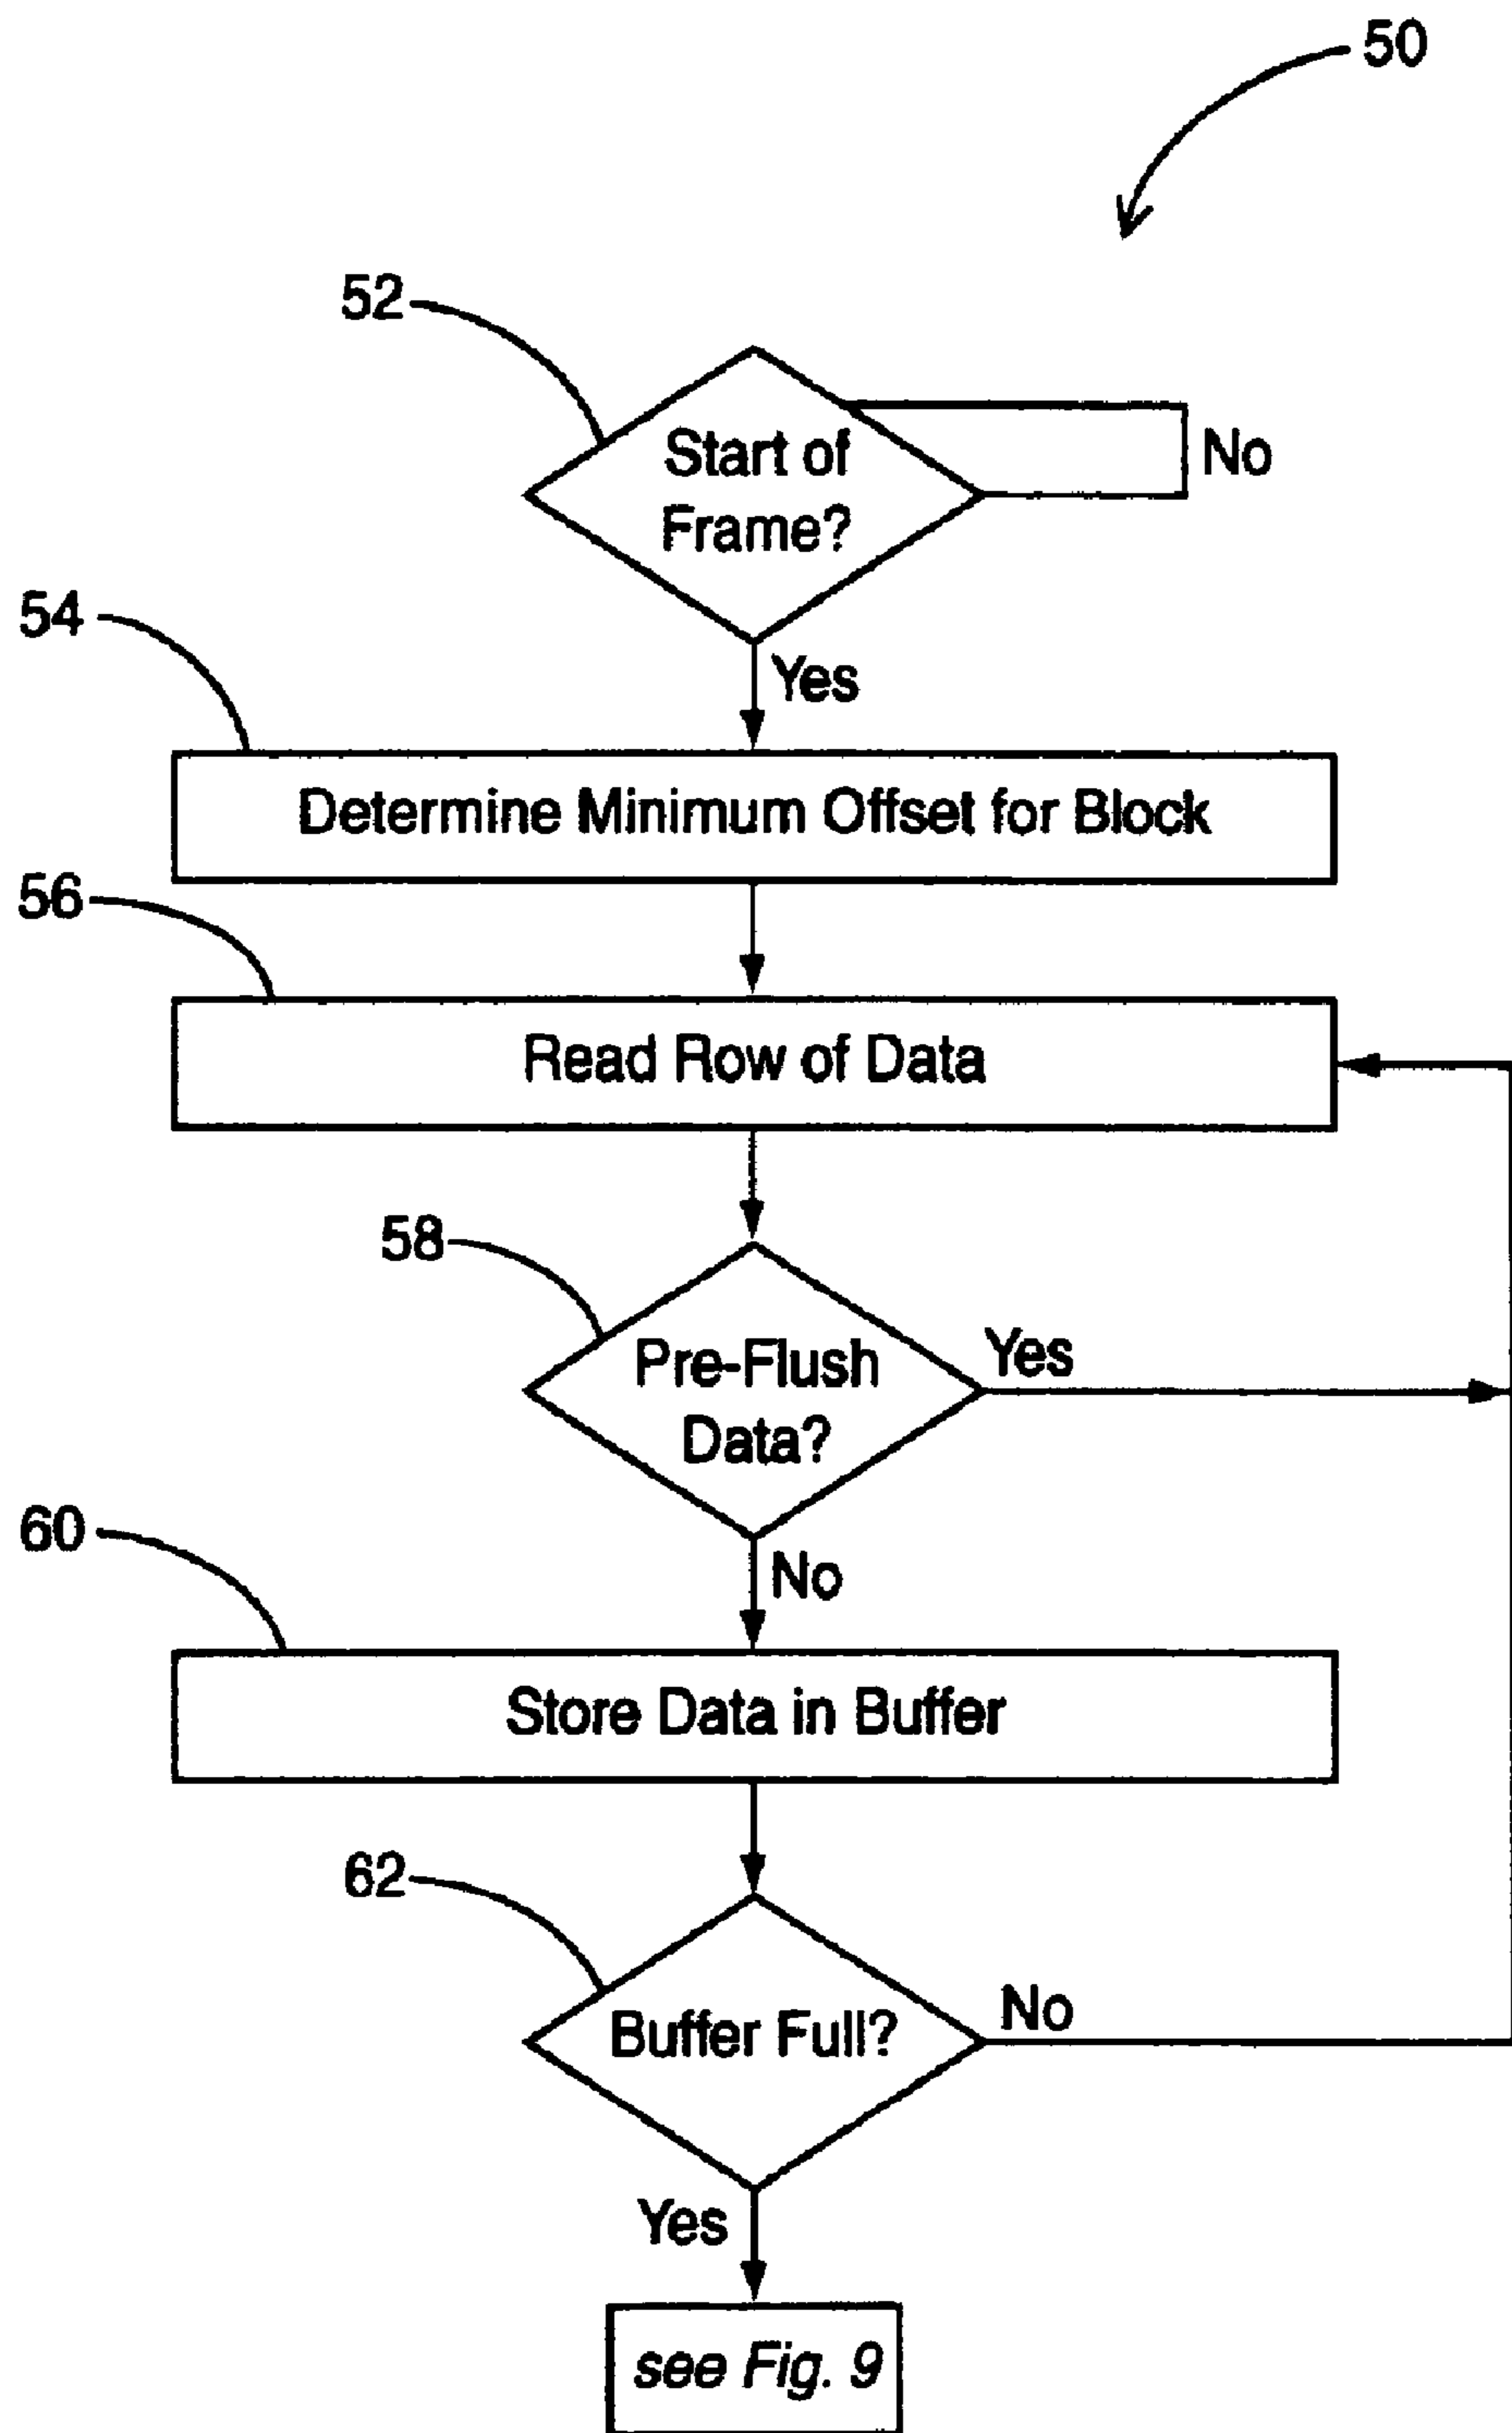 50
52
Start of
Frame?
No
Yes
54
Determine Minimum Offset for Block
56
Read Row of Data
58
Pre-Flush
Data?
Yes
No
60
Store Data in Buffer
62
Buffer Full?
No
Yes
see Fig. 9